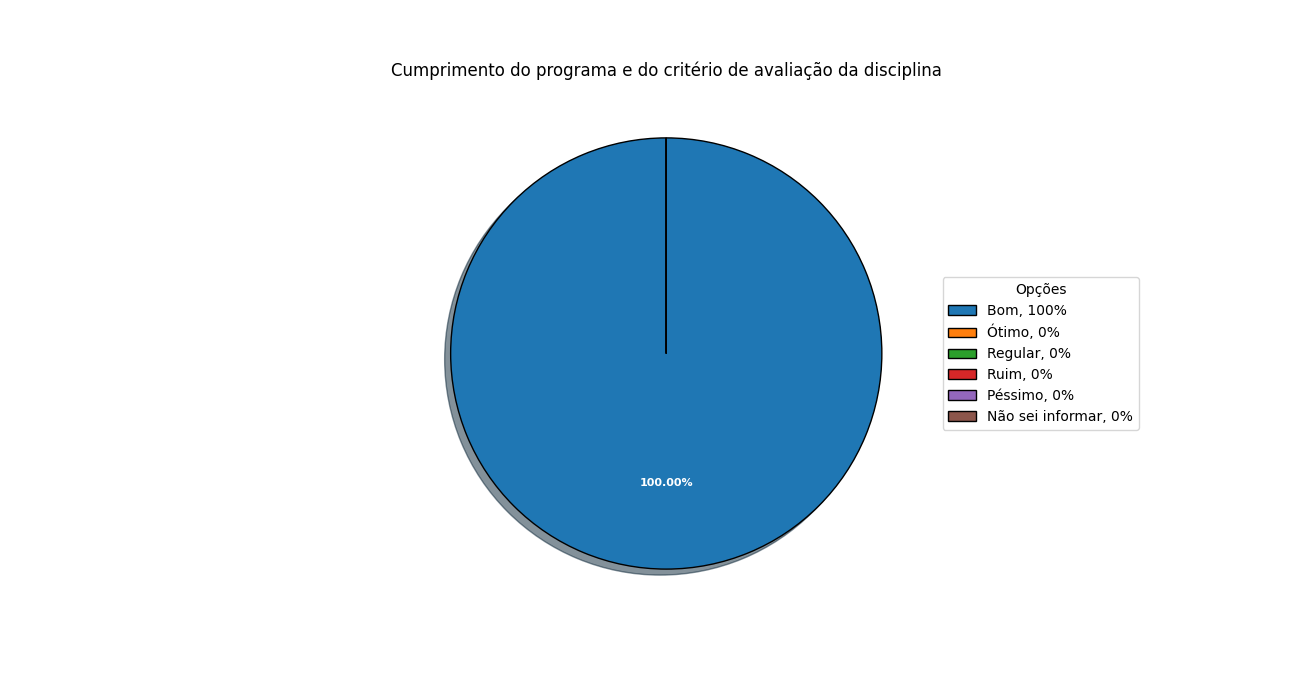 Cumprimento do programa e do critério de avaliação da disciplina
100.00%
Opções
Bom, 100%
Ótimo, 0%
Regular, 0%
Ruim, 0%
Péssimo, 0%
Não sei informar, 0%